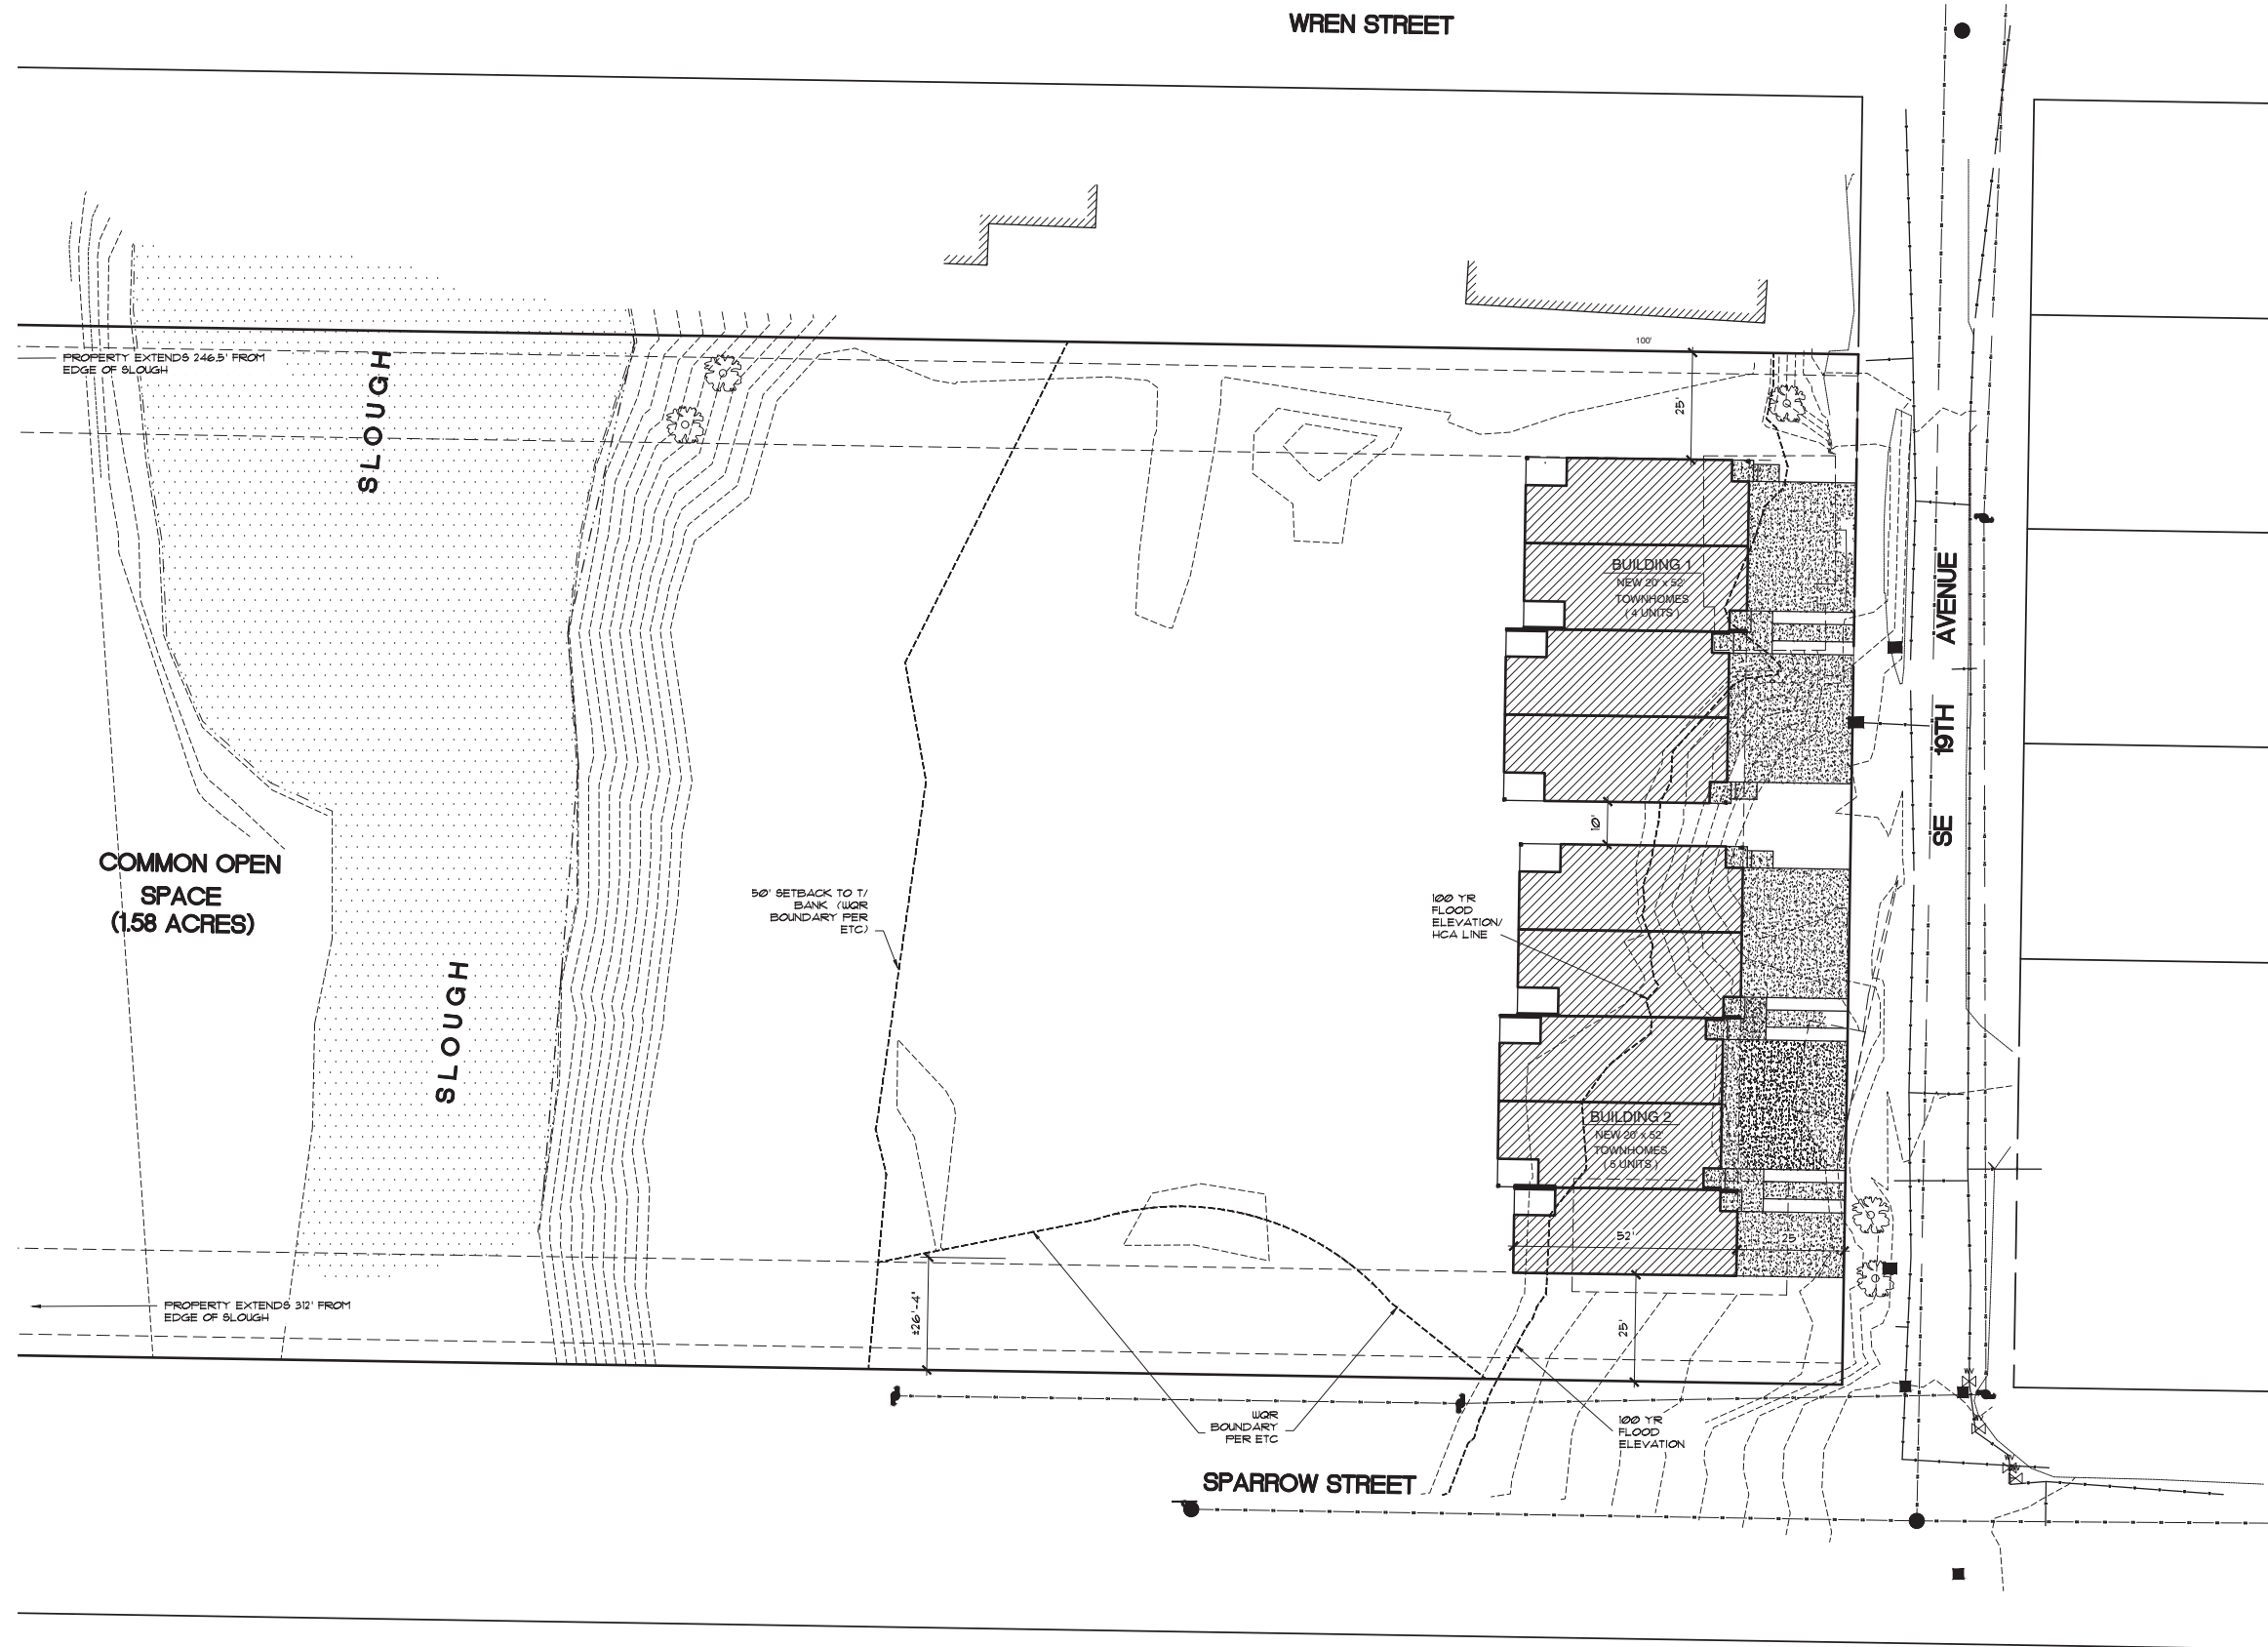 WREN STREET
100'
PROPERTY EXTENDS 246.5' FROM
EDGE OF SLOUGH
SLOUGH
25'
BUILDING 1
NEW 20' x 52'
TOWNHOMES
( 4 UNITS )
SE 19TH AVENUE
10'
COMMON OPEN
SPACE
(1.58 ACRES)
50' SETBACK TO T/
BANK (WQR
BOUNDARY PER
ETC)
100 YR
FLOOD
ELEVATION/
HCA LINE
SLOUGH
BUILDING 2
NEW 20' x 52'
TOWNHOMES
( 5 UNITS )
52'
25'
PROPERTY EXTENDS 312' FROM
EDGE OF SLOUGH
±26'-4"
25'
WQR
BOUNDARY
PER ETC
100 YR
FLOOD
ELEVATION
SPARROW STREET